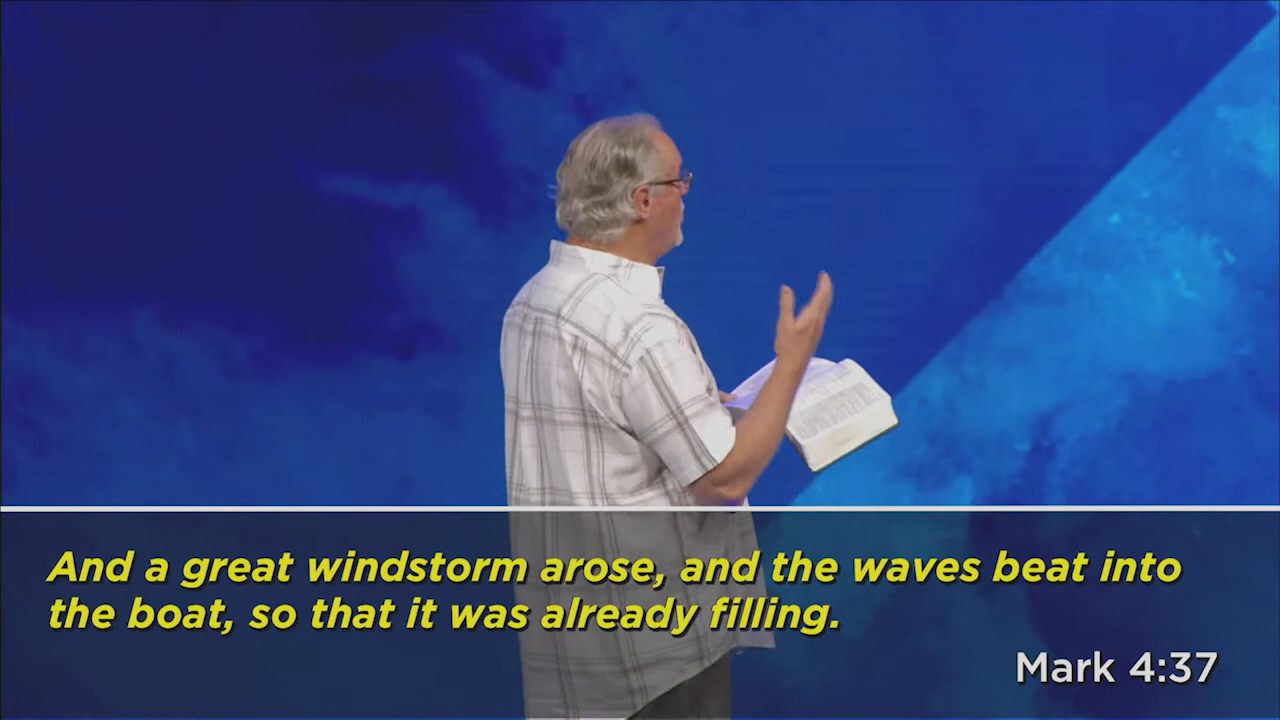 And a great windstorm arose, and the waves beat into
the boat, so that it was already filling.
Mark 4:37